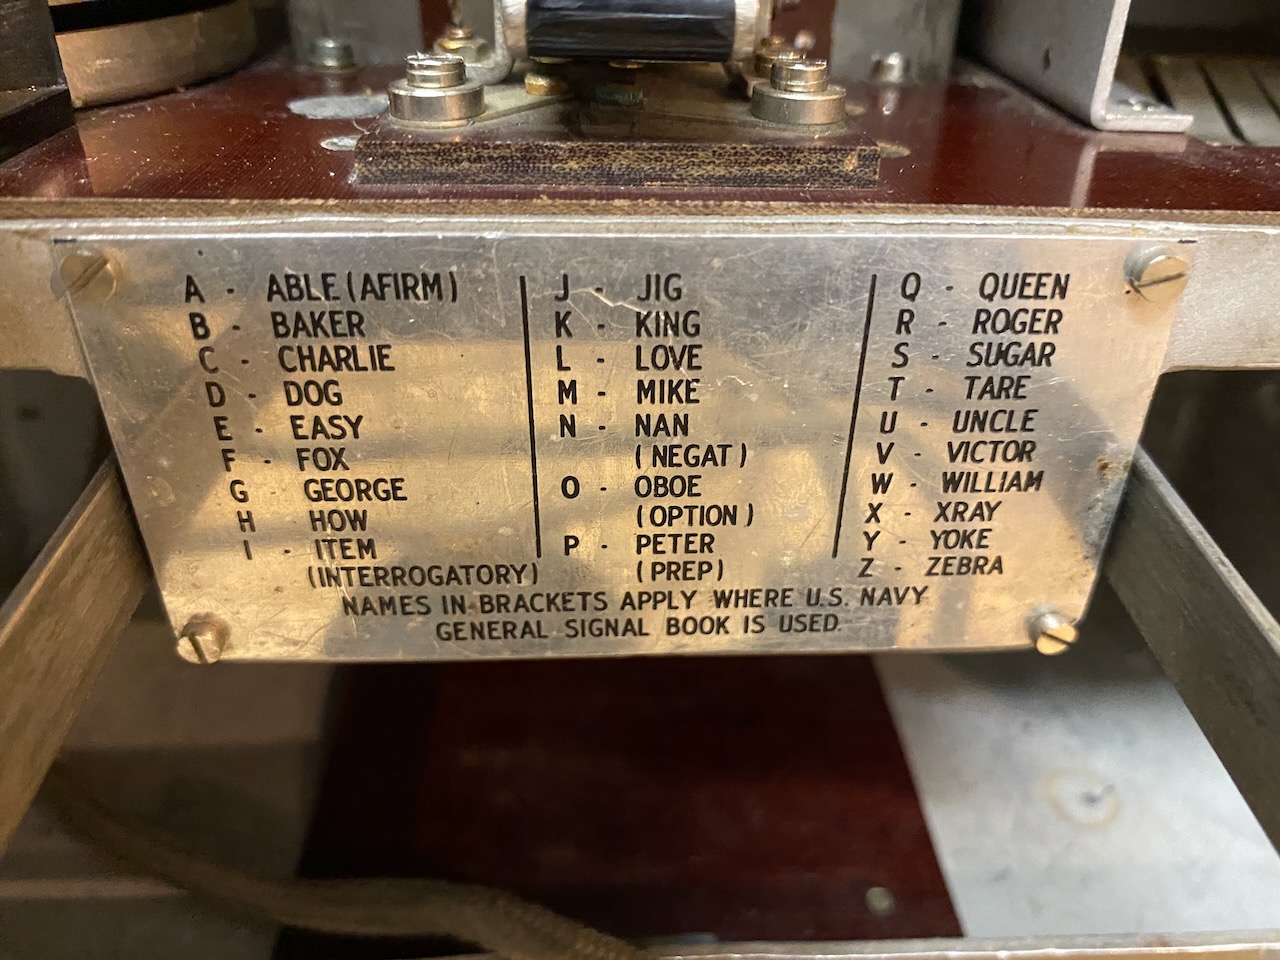 A - ABLE (AFIRM)
B - BAKER
C - CHARLIE
D - DOG
E - EASY
F - FOX
G - GEORGE
H - HOW
I - ITEM
(INTERROGATORY)
J - JIG
K - KING
L - LOVE
M - MIKE
N - NAN
(NEGAT)
O - OBOE
(OPTION)
P - PETER
(PREP)
Q - QUEEN
R - ROGER
S - SUGAR
T - TARE
U - UNCLE
V - VICTOR
W - WILLIAM
X - XRAY
Y - YOKE
Z - ZEBRA
NAMES IN BRACKETS APPLY WHERE U.S. NAVY
GENERAL SIGNAL BOOK IS USED.